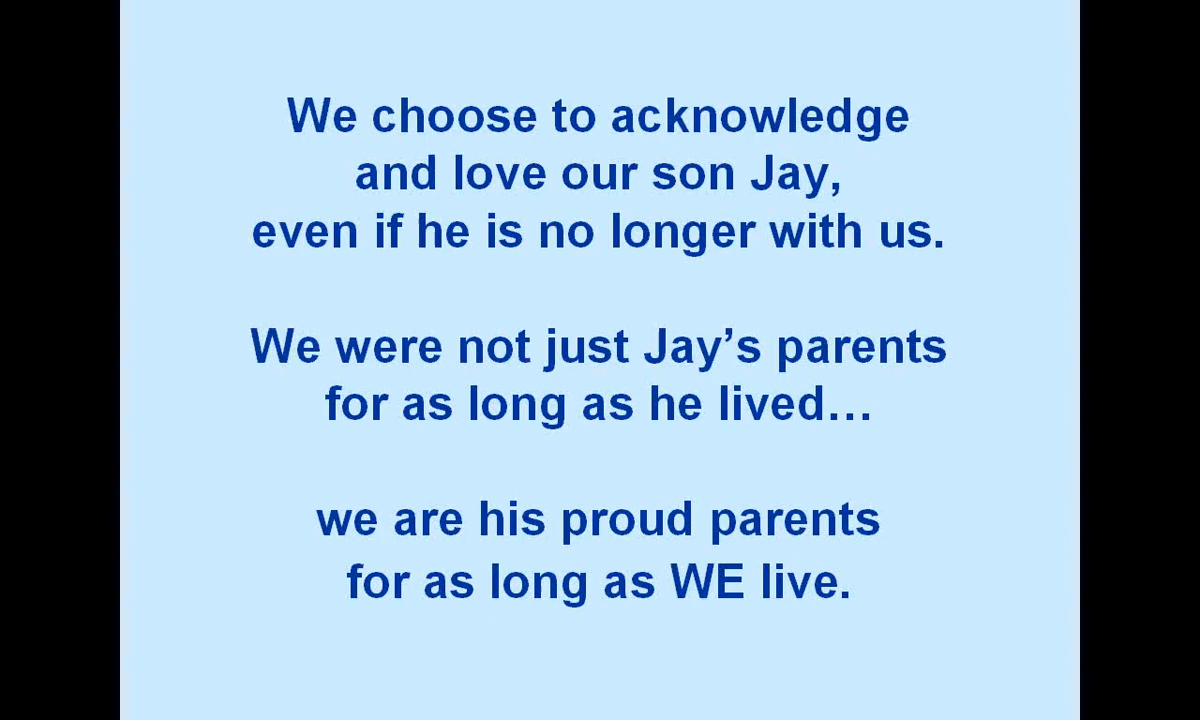 We choose to acknowledge
and love our son Jay,
even if he is no longer with us.
We were not just Jay’s parents
for as long as he lived…
we are his proud parents
for as long as WE live.